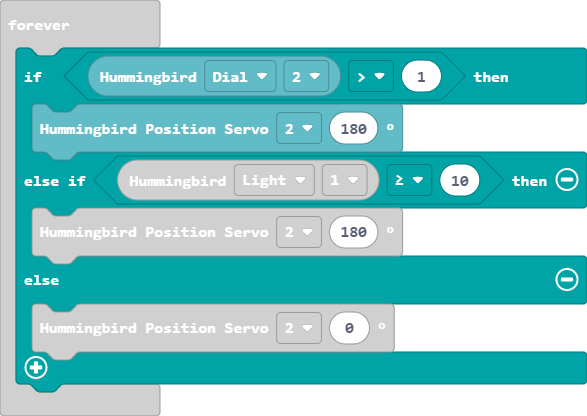 forever
if Hummingbird Dial 2 > 1 then
Hummingbird Position Servo 2 180 °
else if Hummingbird Light 1 ≥ 10 then
Hummingbird Position Servo 2 180 °
else
Hummingbird Position Servo 2 0 °